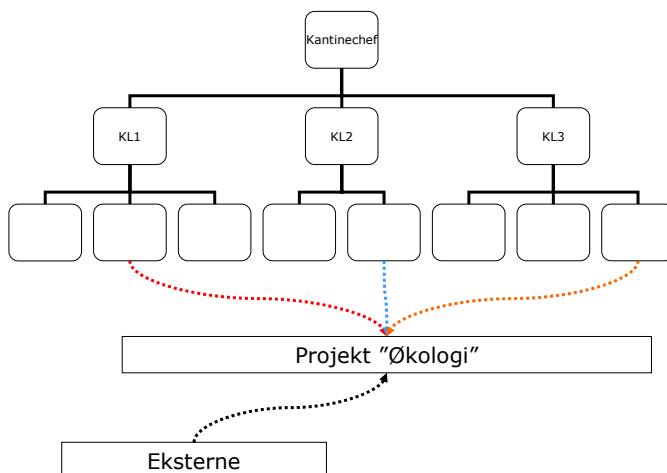 Kantinechef
KL1
KL2
KL3
Projekt ”Økologi”
Eksterne